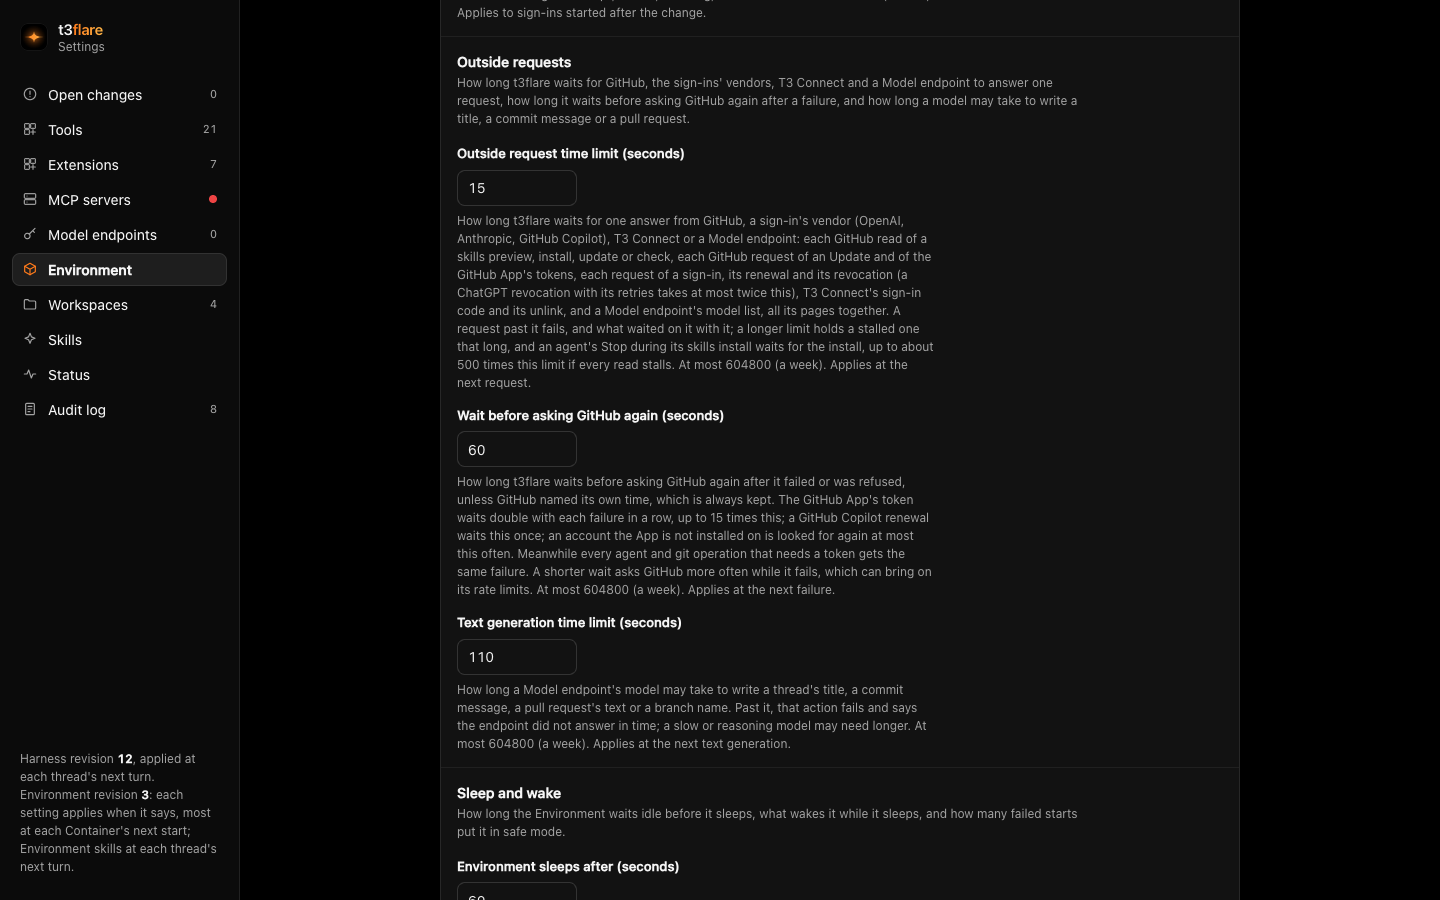 t3flare
Settings
Open changes 0
Tools 21
Extensions 7
MCP servers
Model endpoints 0
Environment
Workspaces 4
Skills
Status
Audit log 8
Harness revision 12, applied at
each thread's next turn.
Environment revision 3: each
setting applies when it says, most
at each Container's next start;
Environment skills at each thread's
next turn.
Applies to sign-ins started after the change.
Outside requests
How long t3flare waits for GitHub, the sign-ins' vendors, T3 Connect and a Model endpoint to answer one
request, how long it waits before asking GitHub again after a failure, and how long a model may take to write a
title, a commit message or a pull request.
Outside request time limit (seconds)
15
How long t3flare waits for one answer from GitHub, a sign-in's vendor (OpenAI,
Anthropic, GitHub Copilot), T3 Connect or a Model endpoint: each GitHub read of a
skills preview, install, update or check, each GitHub request of an Update and of the
GitHub App's tokens, each request of a sign-in, its renewal and its revocation (a
ChatGPT revocation with its retries takes at most twice this), T3 Connect's sign-in
code and its unlink, and a Model endpoint's model list, all its pages together. A
request past it fails, and what waited on it with it; a longer limit holds a stalled one
that long, and an agent's Stop during its skills install waits for the install, up to about
500 times this limit if every read stalls. At most 604800 (a week). Applies at the
next request.
Wait before asking GitHub again (seconds)
60
How long t3flare waits before asking GitHub again after it failed or was refused,
unless GitHub named its own time, which is always kept. The GitHub App's token
waits double with each failure in a row, up to 15 times this; a GitHub Copilot renewal
waits this once; an account the App is not installed on is looked for again at most
this often. Meanwhile every agent and git operation that needs a token gets the
same failure. A shorter wait asks GitHub more often while it fails, which can bring on
its rate limits. At most 604800 (a week). Applies at the next failure.
Text generation time limit (seconds)
110
How long a Model endpoint's model may take to write a thread's title, a commit
message, a pull request's text or a branch name. Past it, that action fails and says
the endpoint did not answer in time; a slow or reasoning model may need longer. At
most 604800 (a week). Applies at the next text generation.
Sleep and wake
How long the Environment waits idle before it sleeps, what wakes it while it sleeps, and how many failed starts
put it in safe mode.
Environment sleeps after (seconds)